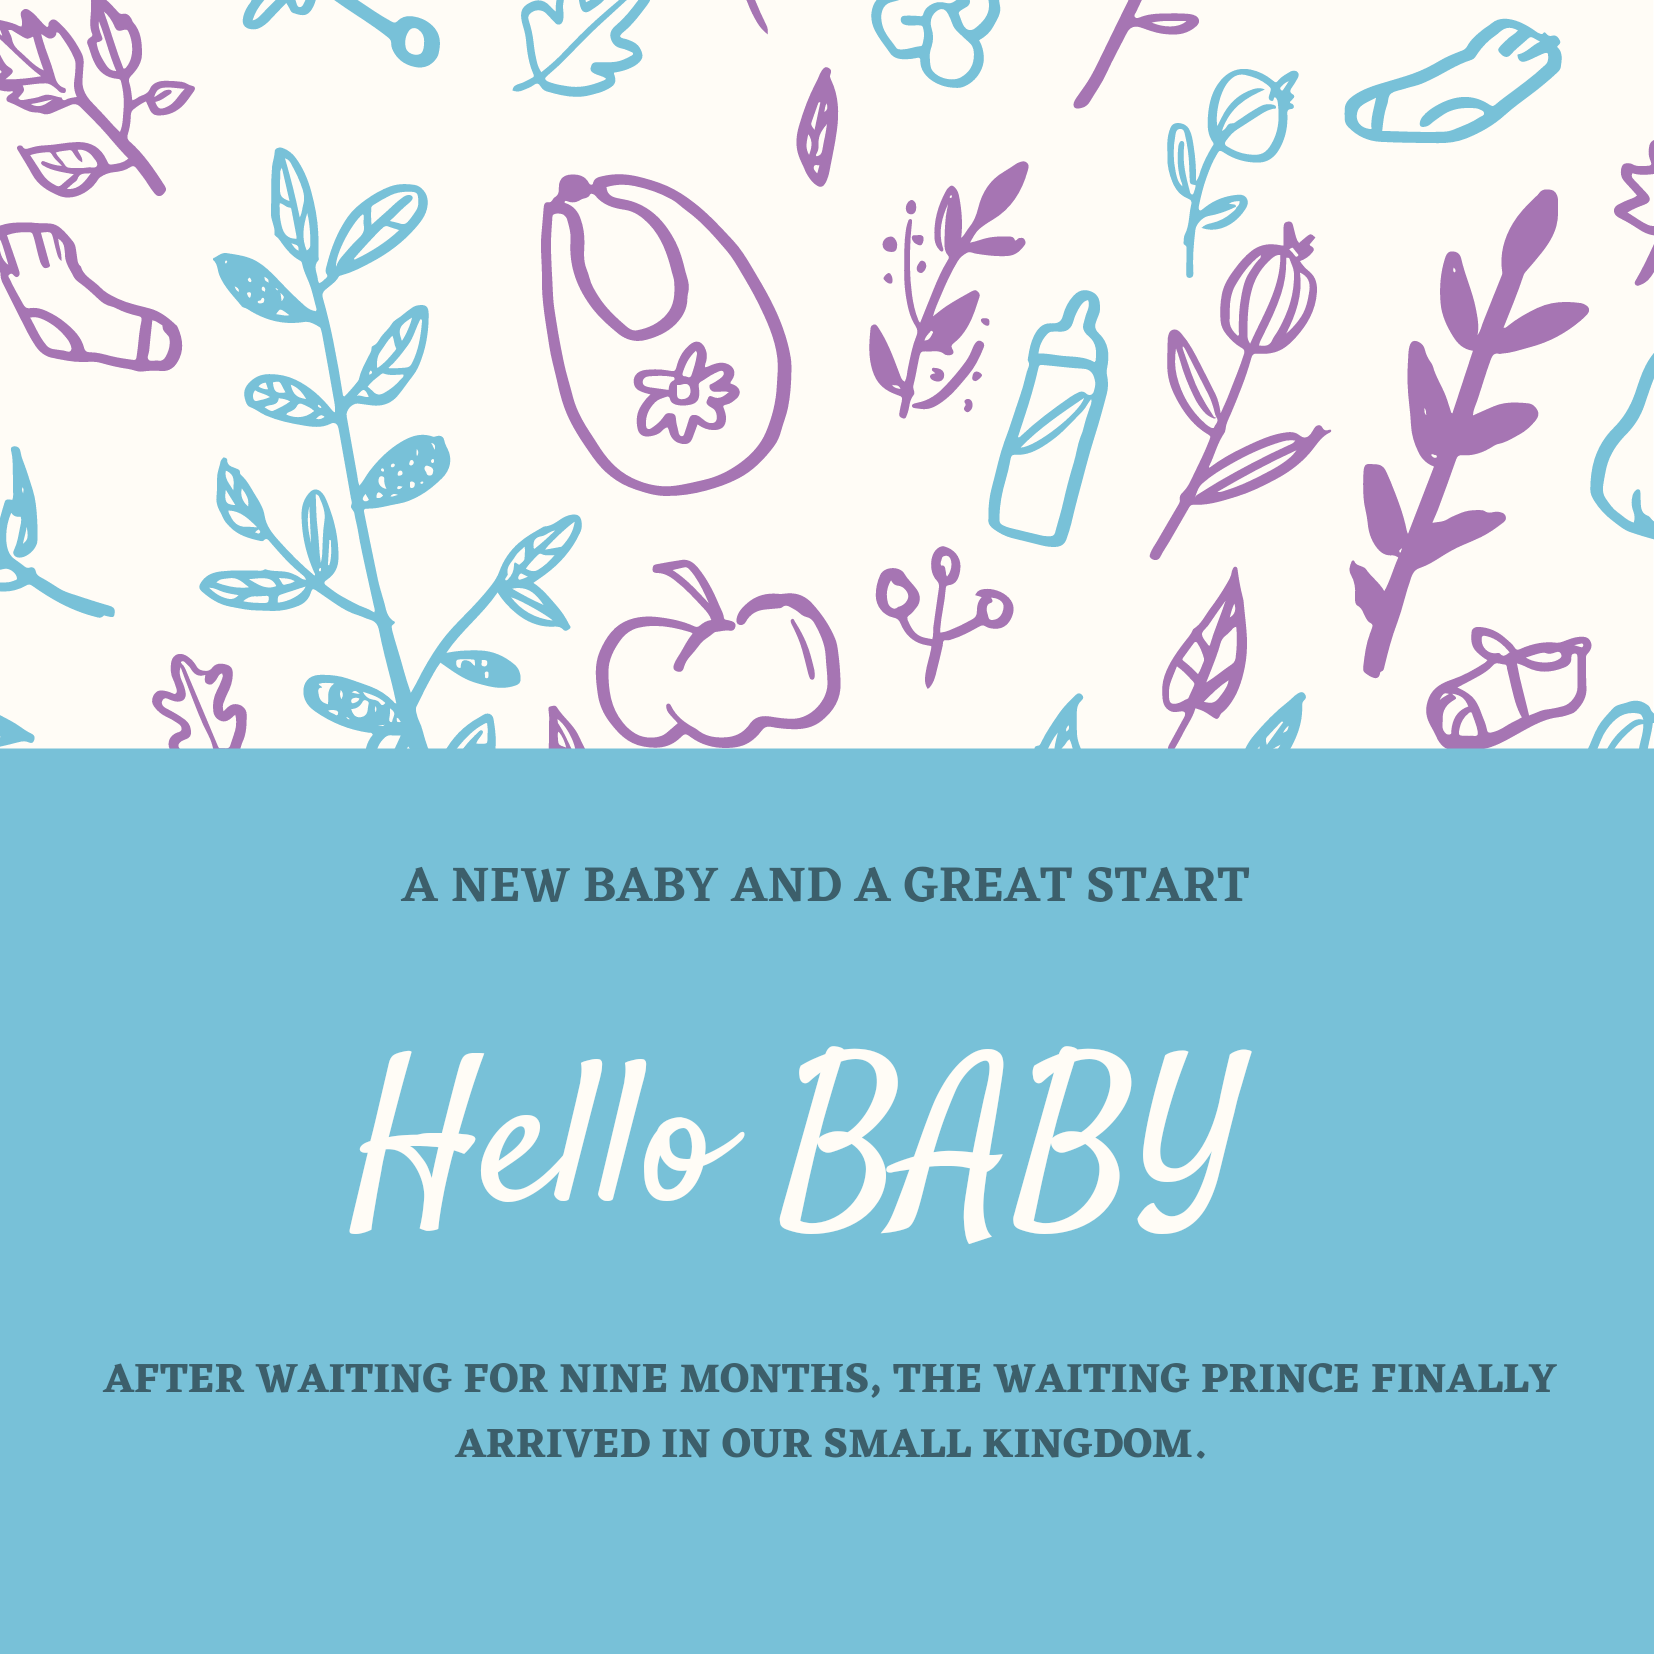 A NEW BABY AND A GREAT START
Hello BABY
AFTER WAITING FOR NINE MONTHS, THE WAITING PRINCE FINALLY
ARRIVED IN OUR SMALL KINGDOM.